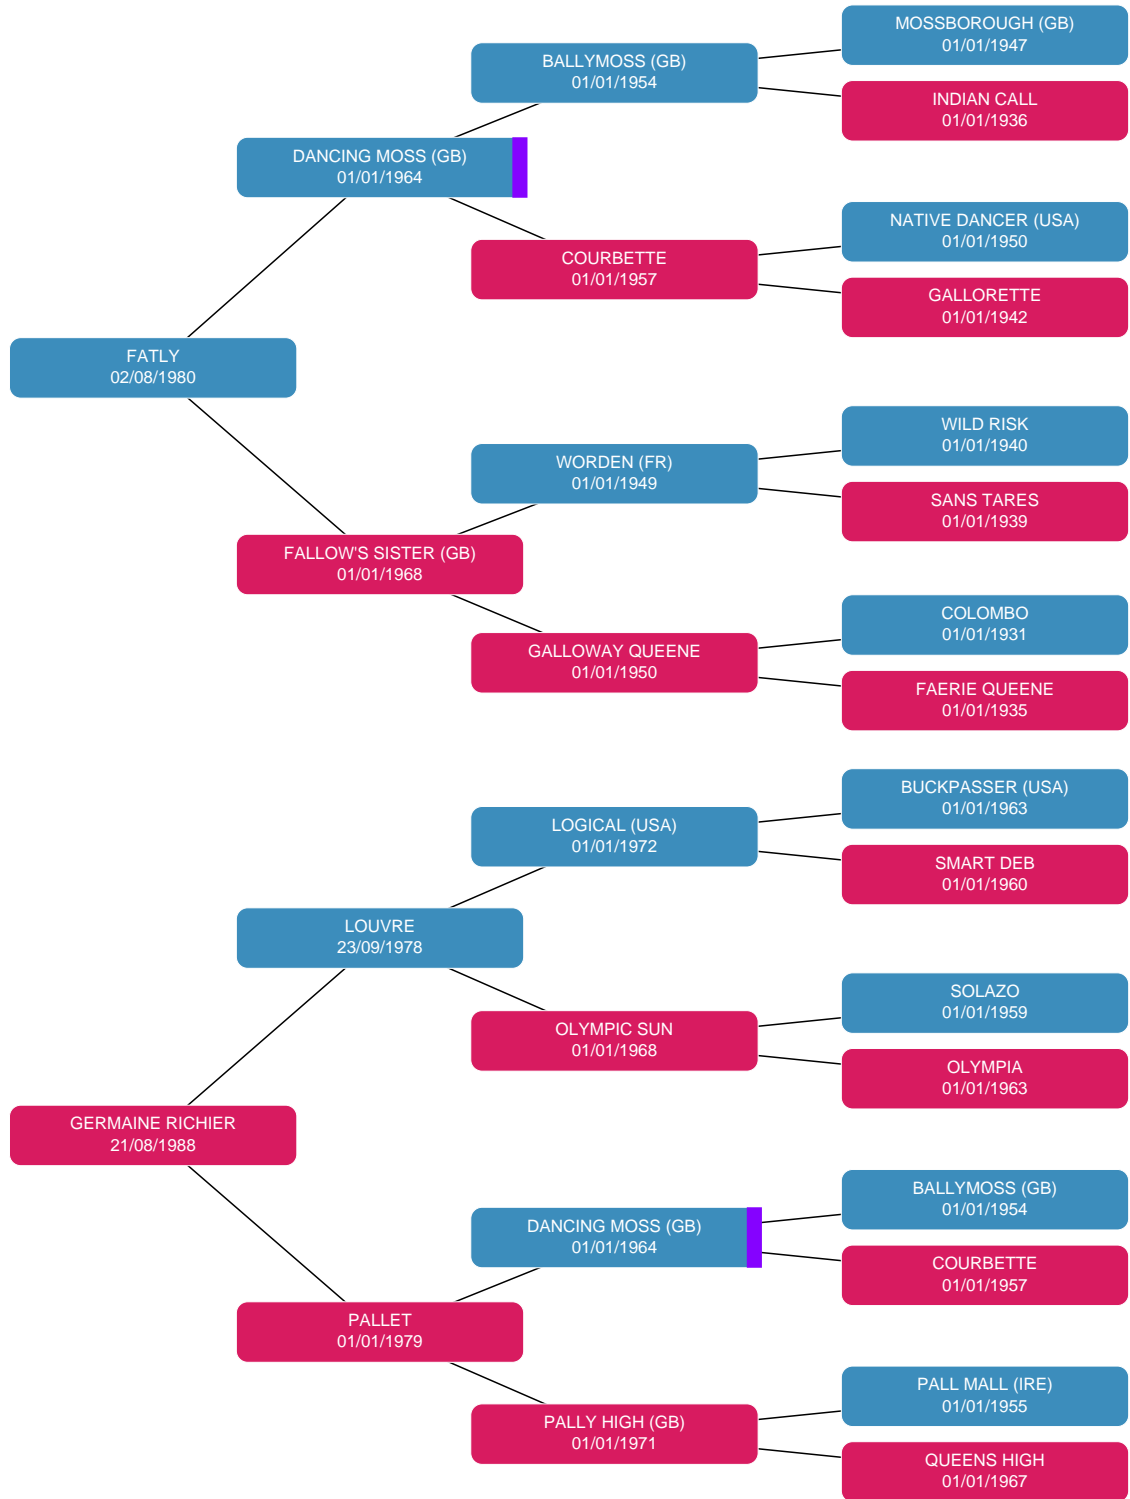 MOSSBOROUGH (GB)
01/01/1947
BALLYMOSS (GB)
01/01/1954
INDIAN CALL
01/01/1936
DANCING MOSS (GB)
01/01/1964
NATIVE DANCER (USA)
01/01/1950
COURBETTE
01/01/1957
GALLORETTE
01/01/1942
FATLY
02/08/1980
WILD RISK
01/01/1940
WORDEN (FR)
01/01/1949
SANS TARES
01/01/1939
FALLOW'S SISTER (GB)
01/01/1968
COLOMBO
01/01/1931
GALLOWAY QUEENE
01/01/1950
FAERIE QUEENE
01/01/1935
BUCKPASSER (USA)
01/01/1963
LOGICAL (USA)
01/01/1972
SMART DEB
01/01/1960
LOUVRE
23/09/1978
SOLAZO
01/01/1959
OLYMPIC SUN
01/01/1968
OLYMPIA
01/01/1963
GERMAINE RICHIER
21/08/1988
BALLYMOSS (GB)
01/01/1954
DANCING MOSS (GB)
01/01/1964
COURBETTE
01/01/1957
PALLET
01/01/1979
PALL MALL (IRE)
01/01/1955
PALLY HIGH (GB)
01/01/1971
QUEENS HIGH
01/01/1967